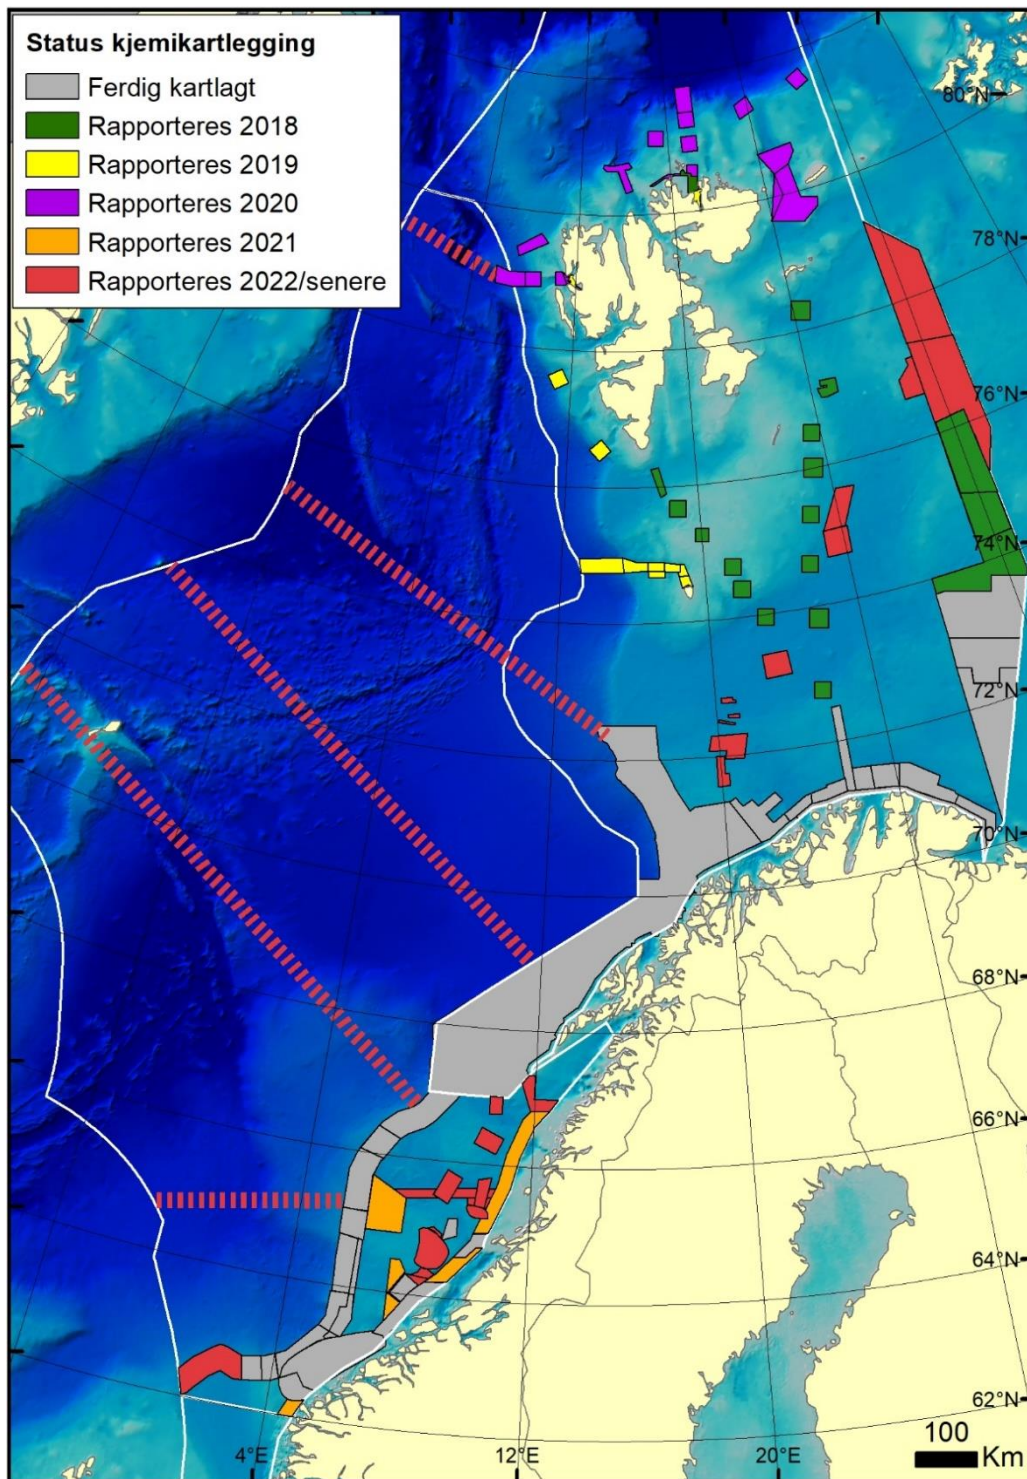 Status kjemikartlegging
Ferdig kartlagt
Rapporteres 2018
Rapporteres 2019
Rapporteres 2020
Rapporteres 2021
Rapporteres 2022/senere
80°N
78°N
76°N
74°N
72°N
70°N
68°N
66°N
64°N
62°N
4°E
12°E
20°E
100
Km